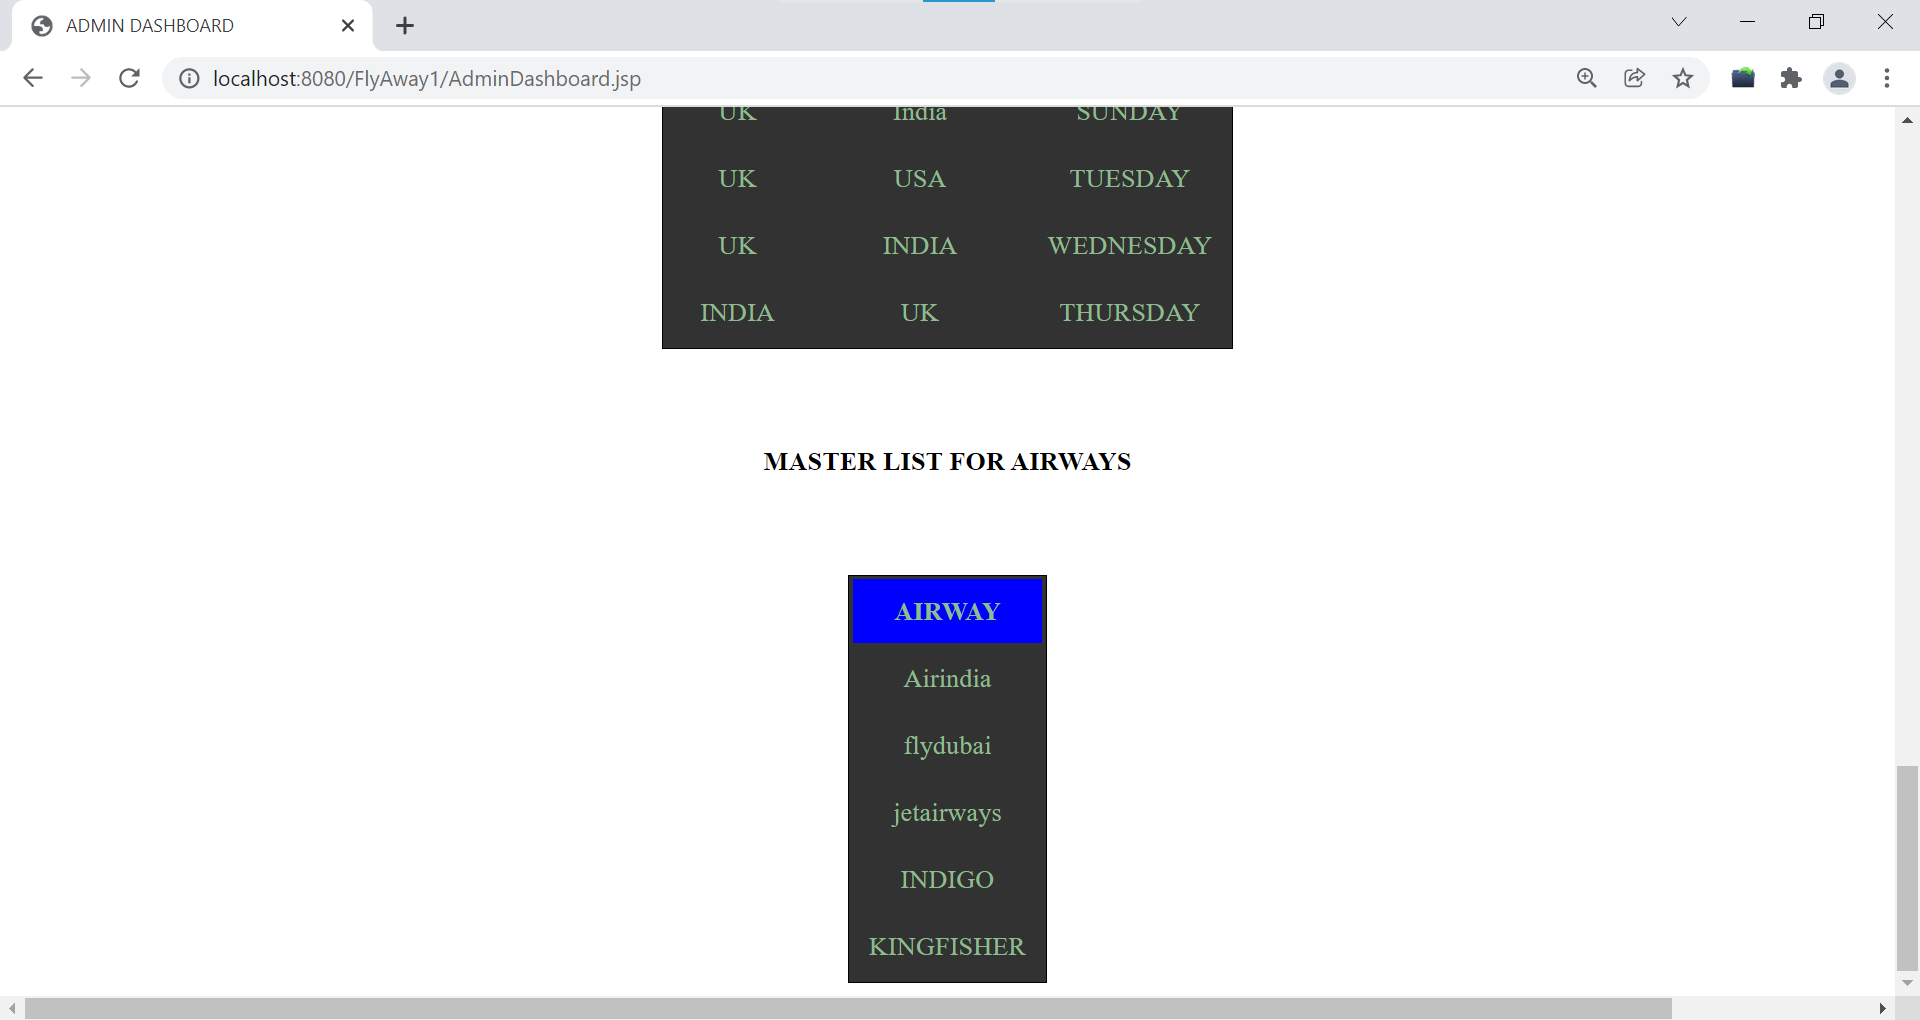 ADMIN DASHBOARD
localhost:8080/FlyAway1/AdminDashboard.jsp
UK India SUNDAY
UK USA TUESDAY
UK INDIA WEDNESDAY
INDIA UK THURSDAY
MASTER LIST FOR AIRWAYS
AIRWAY
Airindia
flydubai
jetairways
INDIGO
KINGFISHER